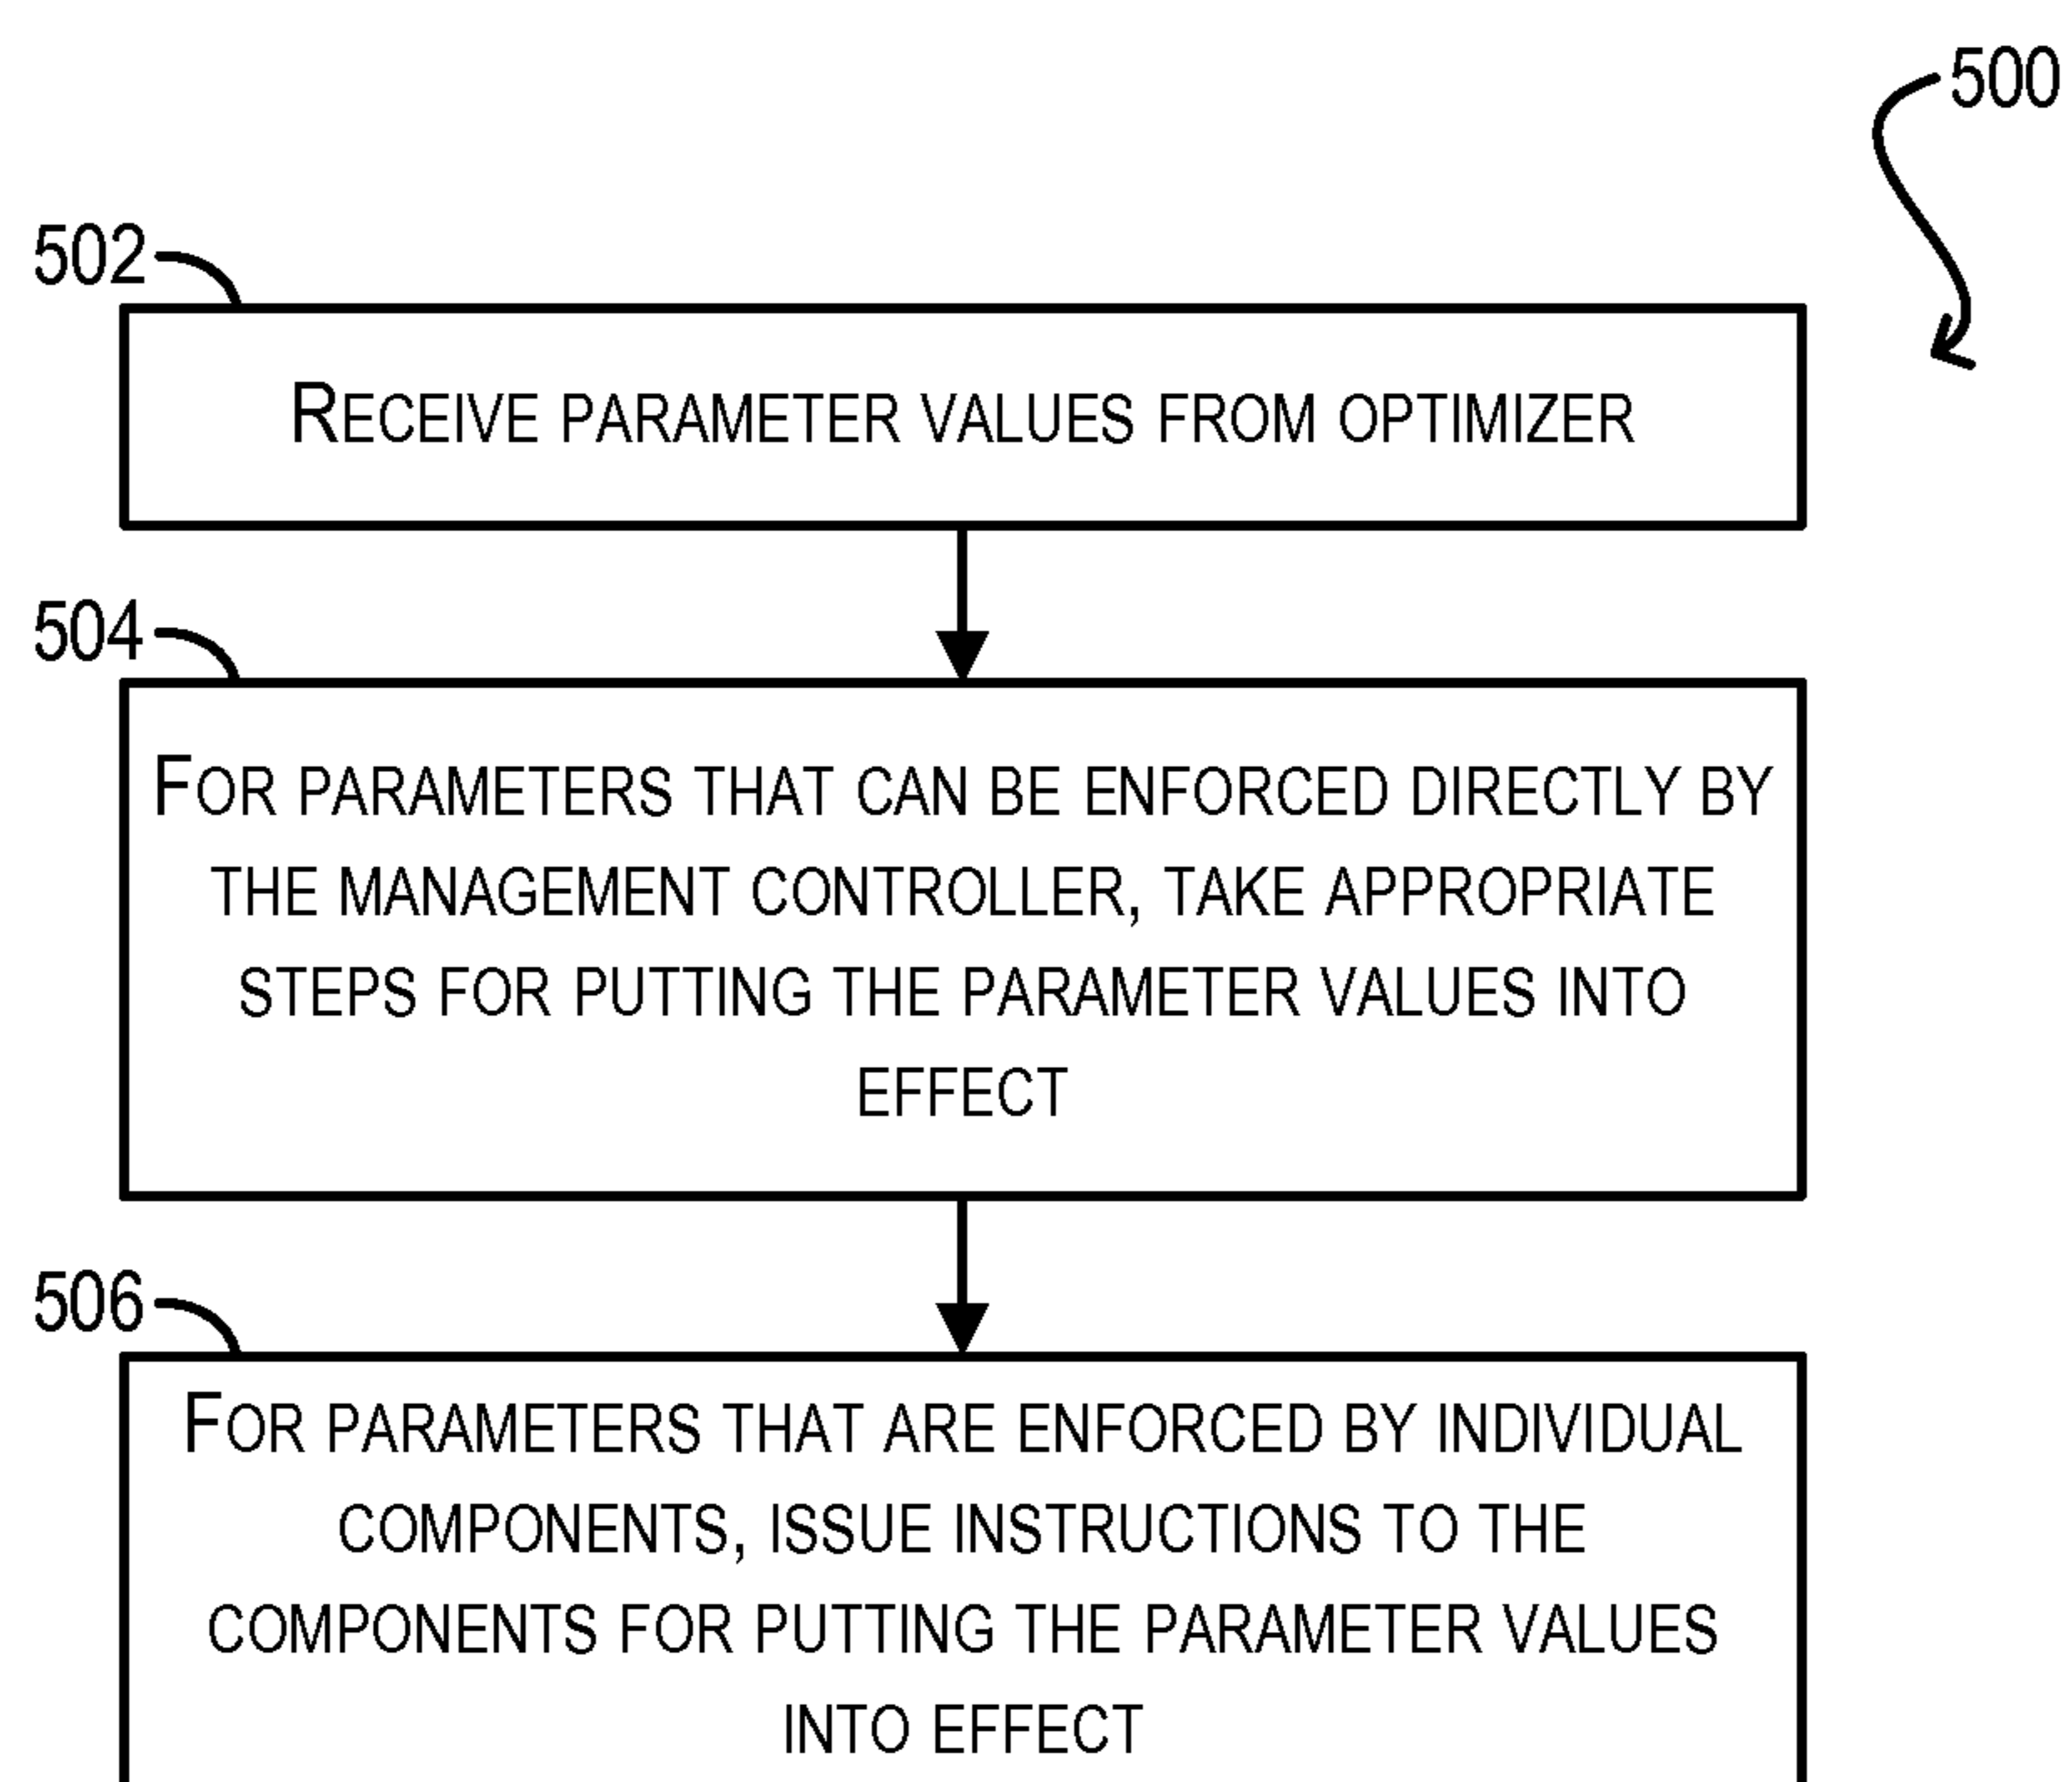 500
502
RECEIVE PARAMETER VALUES FROM OPTIMIZER
504
FOR PARAMETERS THAT CAN BE ENFORCED DIRECTLY BY
THE MANAGEMENT CONTROLLER, TAKE APPROPRIATE
STEPS FOR PUTTING THE PARAMETER VALUES INTO
EFFECT
506
FOR PARAMETERS THAT ARE ENFORCED BY INDIVIDUAL
COMPONENTS, ISSUE INSTRUCTIONS TO THE
COMPONENTS FOR PUTTING THE PARAMETER VALUES
INTO EFFECT